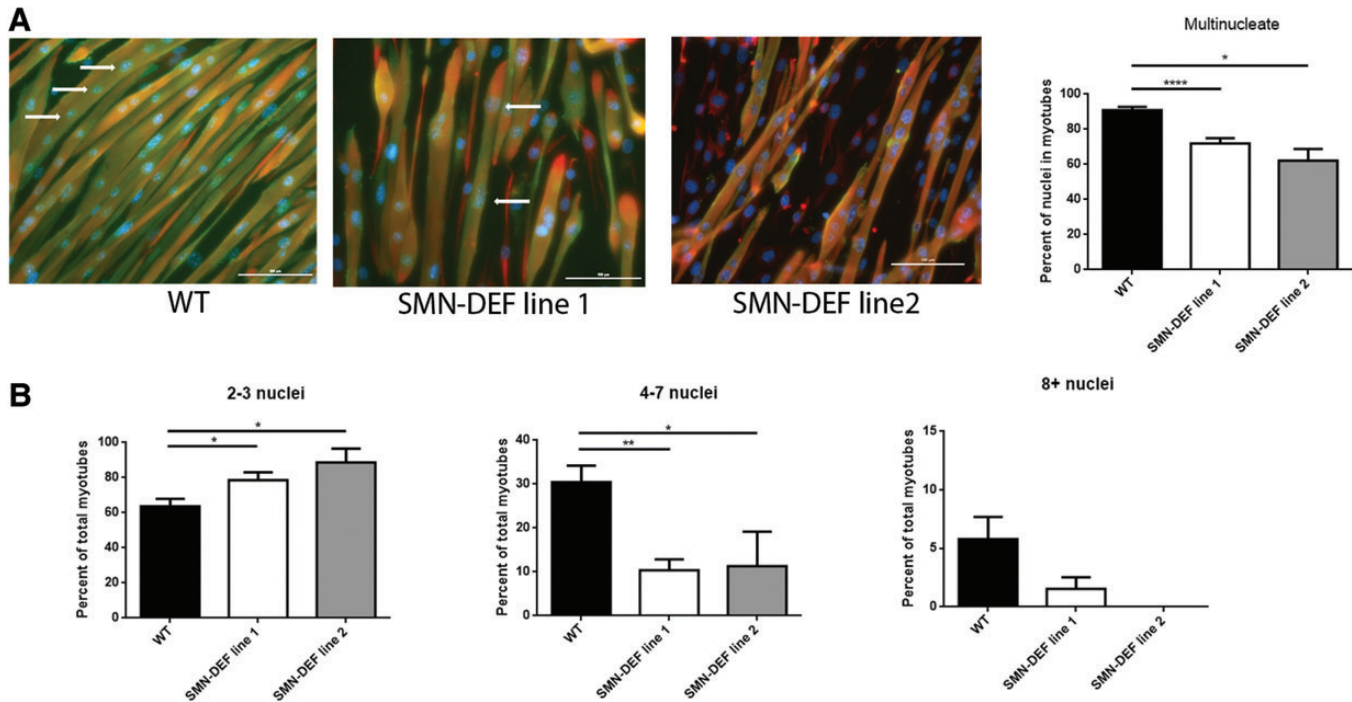 A
WT
SMN-DEF line 1
SMN-DEF line2
Multinucleate
*
****
Percent of nuclei in myotubes
100
80
60
40
20
0
WT
SMN-DEF line 1
SMN-DEF line 2
B
2-3 nuclei
*
*
Percent of total myotubes
100
80
60
40
20
0
WT
SMN-DEF line 1
SMN-DEF line 2
4-7 nuclei
*
**
Percent of total myotubes
40
30
20
10
0
WT
SMN-DEF line 1
SMN-DEF line 2
8+ nuclei
Percent of total myotubes
15
10
5
0
WT
SMN-DEF line 1
SMN-DEF line 2